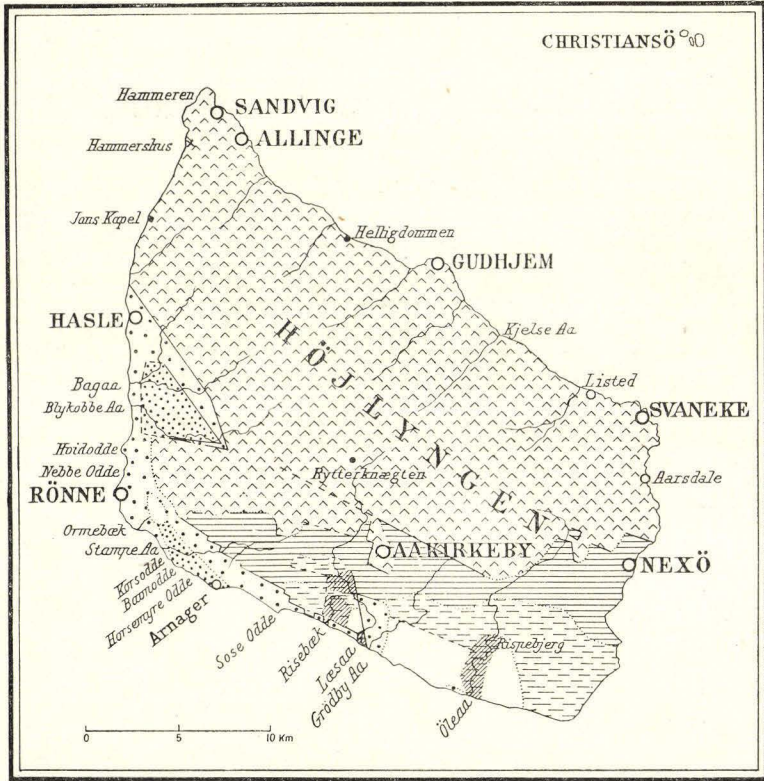 CHRISTIANSÖ
Hammeren
SANDVIG
ALLINGE
Hammershus
Jons Kapel
Helligdommen
GUDHJEM
HASLE
Kjelse Aa
HÖJLYNGEN
Bagaa
Listed
Blykobbe Aa
SVANEKE
Hvidodde
Rytterknægten
Nebbe Odde
Aarsdale
RÖNNE
Ormebæk
Stampe Aa
AAKIRKEBY
NEXÖ
Korsodde
Bavnodde
Horsemyre Odde
Arnager
Sose Odde
Risebæk
Læsaa
Grödby Aa
Rispebjerg
Öleaa
0 5 10 Km